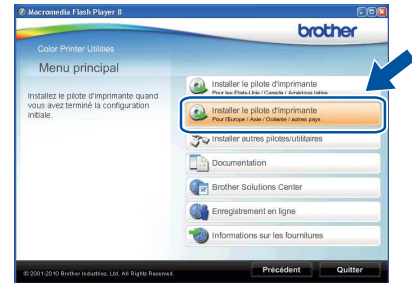 Macromedia Flash Player 8
brother
Color Printer Utilities
Menu principal
Installez le pilote d'imprimante quand
vous avez terminé la configuration
initiale.
Installer le pilote d'imprimante
Pour les Etats-Unis / Canada / Amérique latine
Installer le pilote d'imprimante
Pour l'Europe / Asie / Océanie / autres pays
Installer autres pilotes/utilitaires
Documentation
Brother Solutions Center
Enregistrement en ligne
Informations sur les fournitures
© 2001-2010 Brother Industries, Ltd. All Rights Reserved.
Précédent
Quitter